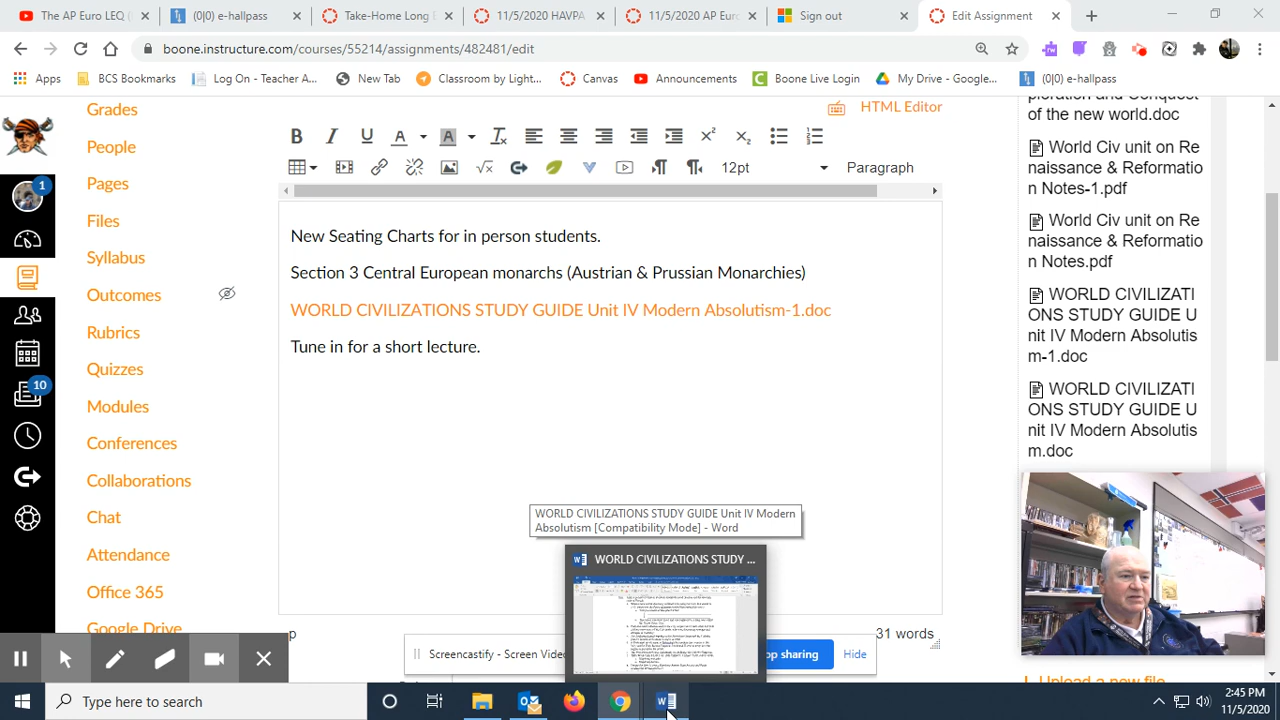 The AP Euro LEQ (
(0|0) e-hallpass
Take-Home Long E
11/5/2020 HAVPA
11/5/2020 AP Euro
Sign out
Edit Assignment
boone.instructure.com/courses/55214/assignments/482481/edit
Apps
BCS Bookmarks
Log On - Teacher A...
New Tab
Classroom by Light...
Canvas
Announcements
Boone Live Login
My Drive - Google...
(0|0) e-hallpass
Grades
People
Pages
Files
Syllabus
Outcomes
Rubrics
Quizzes
Modules
Conferences
Collaborations
Chat
Attendance
Office 365
Google Drive
1
10
HTML Editor
12pt
Paragraph
New Seating Charts for in person students.
Section 3 Central European monarchs (Austrian & Prussian Monarchies)
WORLD CIVILIZATIONS STUDY GUIDE Unit IV Modern Absolutism-1.doc
Tune in for a short lecture.
WORLD CIVILIZATIONS STUDY GUIDE Unit IV Modern
Absolutism [Compatibility Mode] - Word
WORLD CIVILIZATIONS STUDY ...
p
31 words
Screencastify - Screen Video
op sharing
Hide
ploration and Conquest
of the new world.doc
World Civ unit on Re
naissance & Reformatio
n Notes-1.pdf
World Civ unit on Re
naissance & Reformatio
n Notes.pdf
WORLD CIVILIZATI
ONS STUDY GUIDE U
nit IV Modern Absolutis
m-1.doc
WORLD CIVILIZATI
ONS STUDY GUIDE U
nit IV Modern Absolutis
m.doc
Upload a new file
Type here to search
2:45 PM
11/5/2020